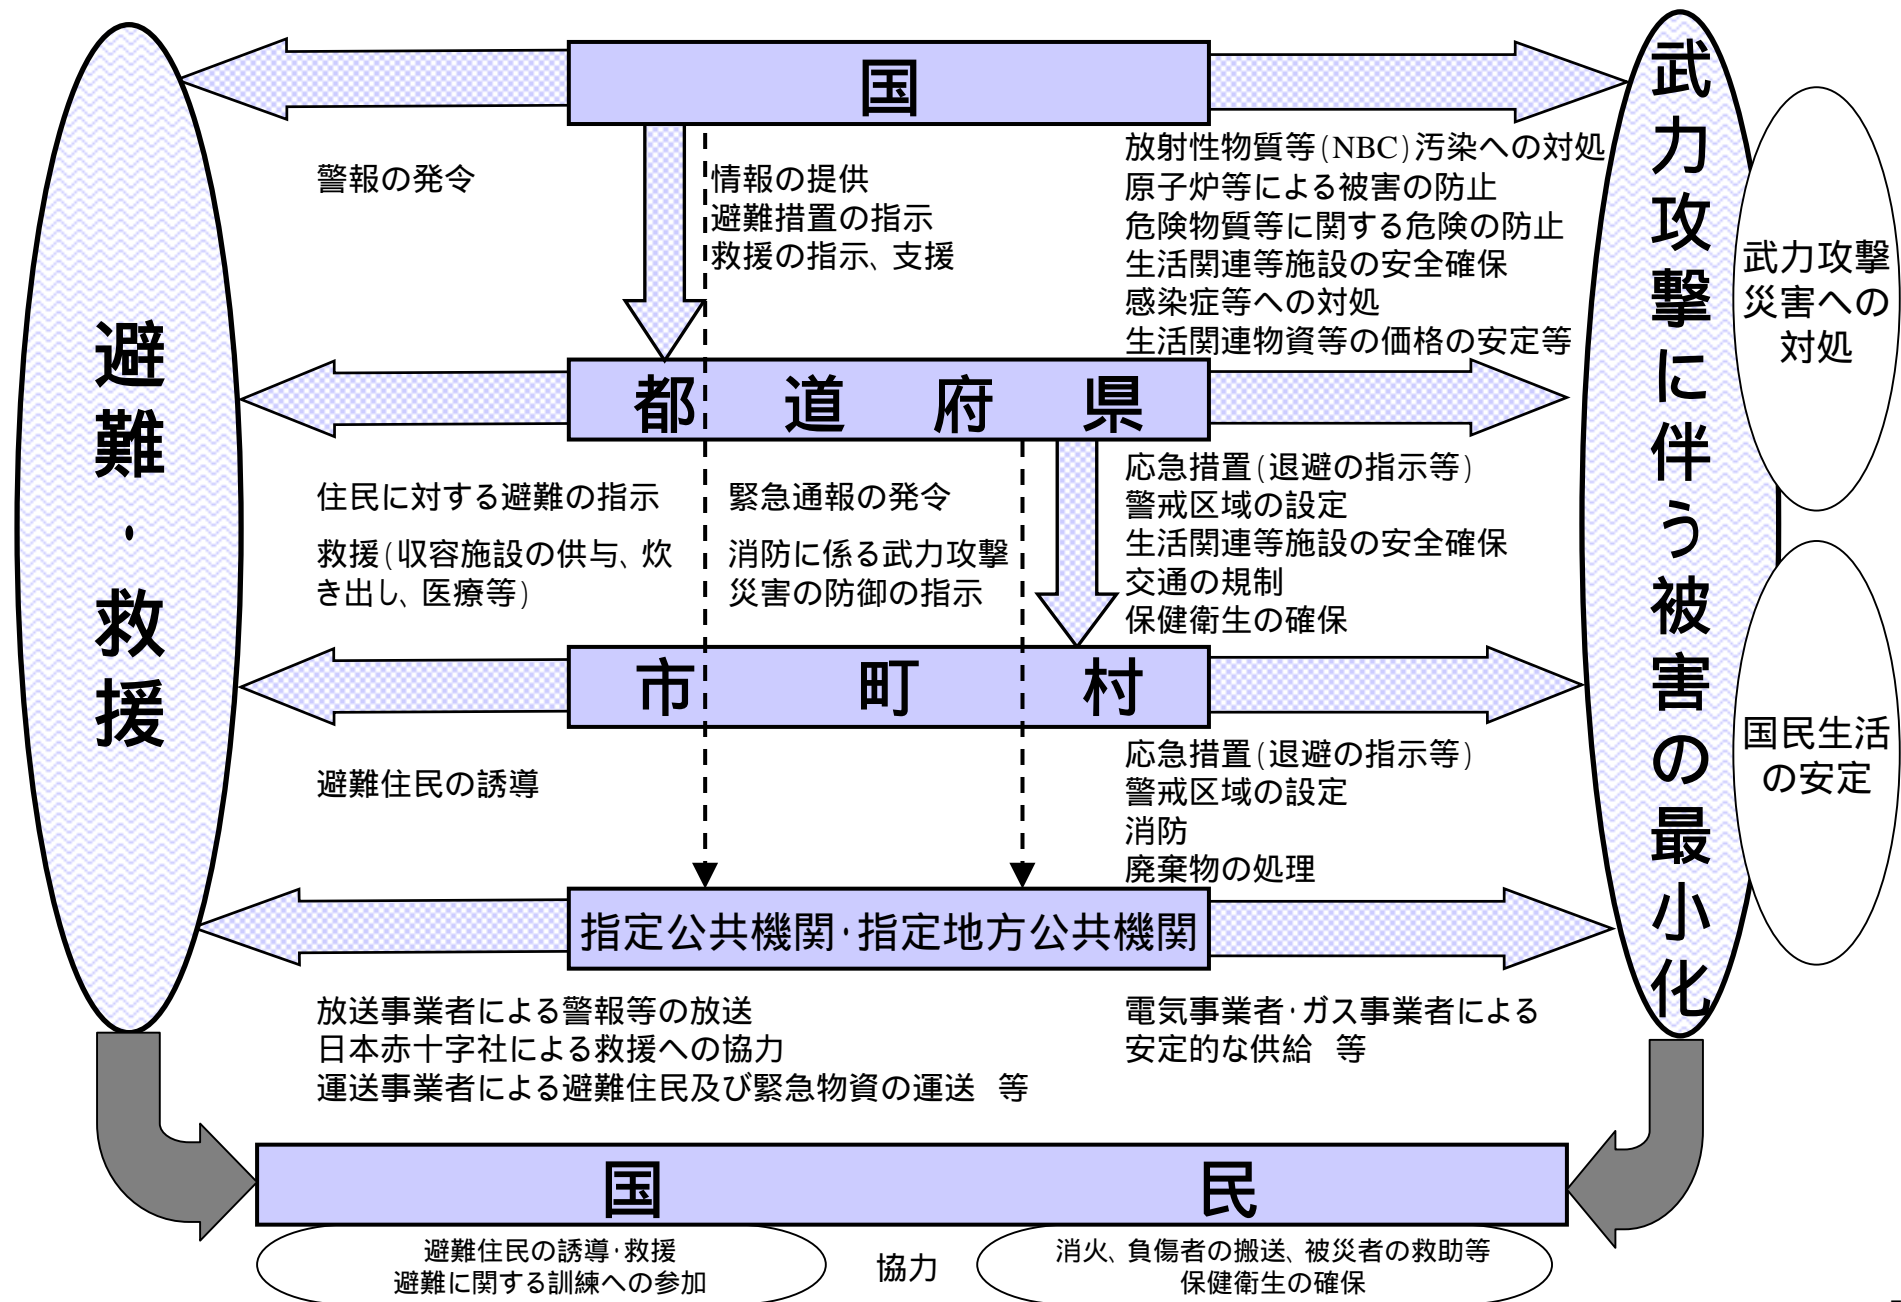 国
警報の発令
情報の提供
避難措置の指示
救援の指示、支援
放射性物質等(NBC)汚染への対処
原子炉等による被害の防止
危険物質等に関する危険の防止
生活関連等施設の安全確保
感染症等への対処
生活関連物資等の価格の安定等
都道府県
住民に対する避難の指示
救援(収容施設の供与、炊
き出し、医療等)
緊急通報の発令
消防に係る武力攻撃
災害の防御の指示
応急措置(退避の指示等)
警戒区域の設定
生活関連等施設の安全確保
交通の規制
保健衛生の確保
市町村
避難住民の誘導
応急措置(退避の指示等)
警戒区域の設定
消防
廃棄物の処理
指定公共機関・指定地方公共機関
放送事業者による警報等の放送
日本赤十字社による救援への協力
運送事業者による避難住民及び緊急物資の運送 等
電気事業者・ガス事業者による
安定的な供給 等
避難・救援
武力攻撃に伴う被害の最小化
武力攻撃
災害への
対処
国民生活
の安定
国民
避難住民の誘導・救援
避難に関する訓練への参加
協力
消火、負傷者の搬送、被災者の救助等
保健衛生の確保